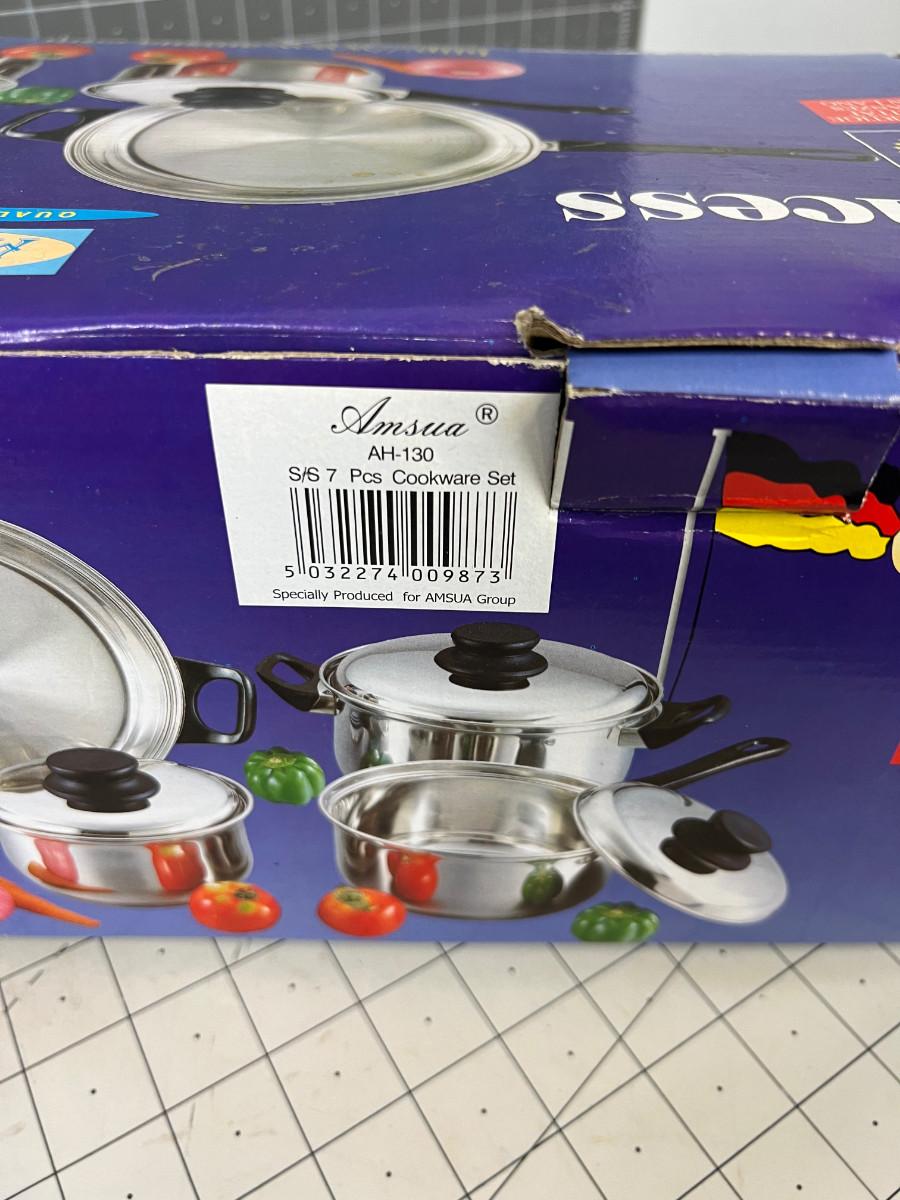 Amsua ®
AH-130
S/S 7 Pcs Cookware Set
5 032274 009873
Specially Produced for AMSUA Group